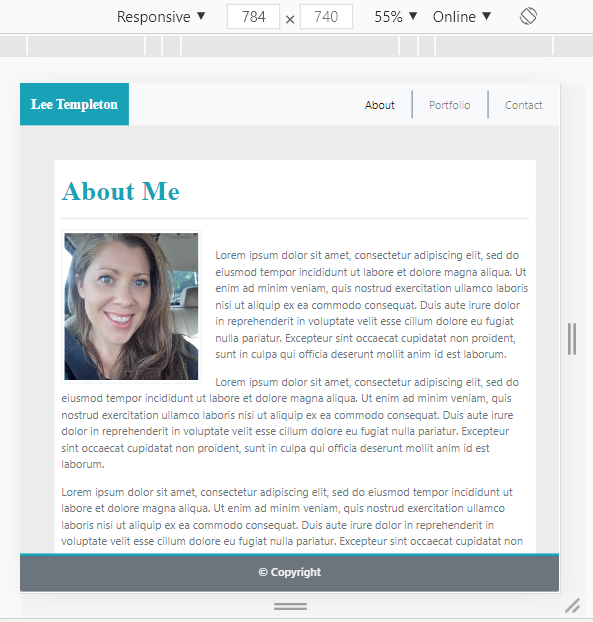 Responsive ▼ 784 × 740 55% ▼ Online ▼
Lee Templeton About Portfolio Contact
About Me
Lorem ipsum dolor sit amet, consectetur adipiscing elit, sed do
eiusmod tempor incididunt ut labore et dolore magna aliqua. Ut
enim ad minim veniam, quis nostrud exercitation ullamco laboris
nisi ut aliquip ex ea commodo consequat. Duis aute irure dolor
in reprehenderit in voluptate velit esse cillum dolore eu fugiat
nulla pariatur. Excepteur sint occaecat cupidatat non proident,
sunt in culpa qui officia deserunt mollit anim id est laborum.
Lorem ipsum dolor sit amet, consectetur adipiscing elit, sed do
eiusmod tempor incididunt ut labore et dolore magna aliqua. Ut enim ad minim veniam, quis
nostrud exercitation ullamco laboris nisi ut aliquip ex ea commodo consequat. Duis aute irure
dolor in reprehenderit in voluptate velit esse cillum dolore eu fugiat nulla pariatur. Excepteur
sint occaecat cupidatat non proident, sunt in culpa qui officia deserunt mollit anim id est
laborum.
Lorem ipsum dolor sit amet, consectetur adipiscing elit, sed do eiusmod tempor incididunt ut
labore et dolore magna aliqua. Ut enim ad minim veniam, quis nostrud exercitation ullamco
laboris nisi ut aliquip ex ea commodo consequat. Duis aute irure dolor in reprehenderit in
voluptate velit esse cillum dolore eu fugiat nulla pariatur. Excepteur sint occaecat cupidatat non
© Copyright